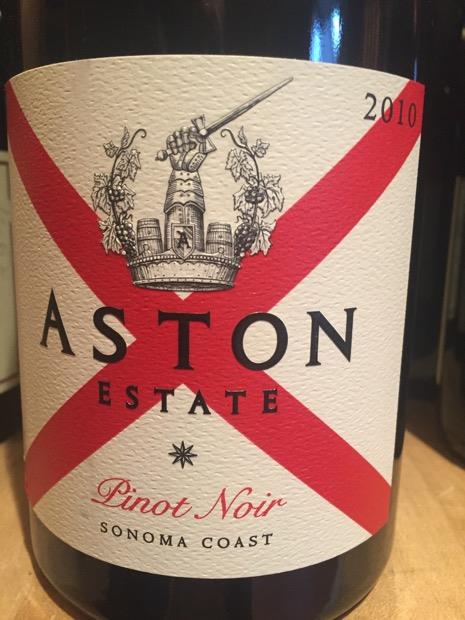 2010
A
ASTON
ESTATE
Pinot Noir
SONOMA COAST